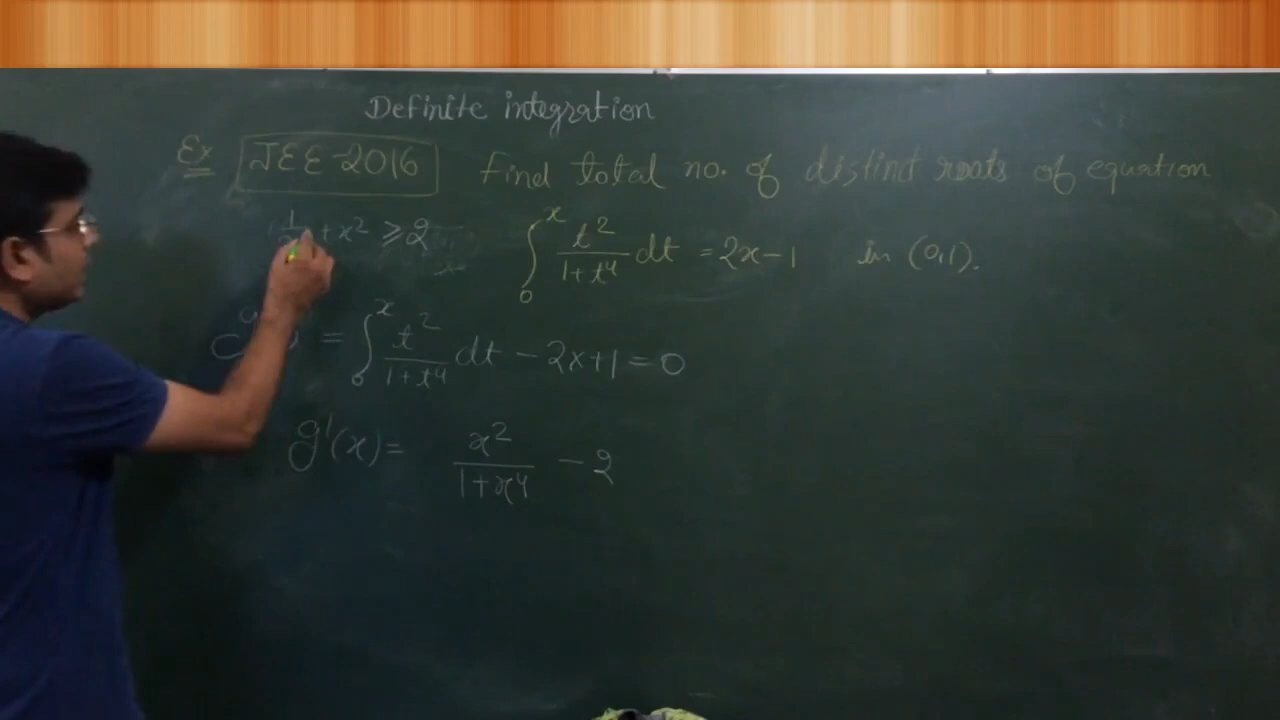 Definite integration
Ex JEE-2016 Find total no. of distinct roots of equation
+ x² ⩾ 2
∫₀ˣ t²/(1+t⁴) dt = 2x-1 in (0,1).
= ∫₀ˣ t²/(1+t⁴) dt - 2x+1 = 0
g'(x) = x²/(1+x⁴) - 2